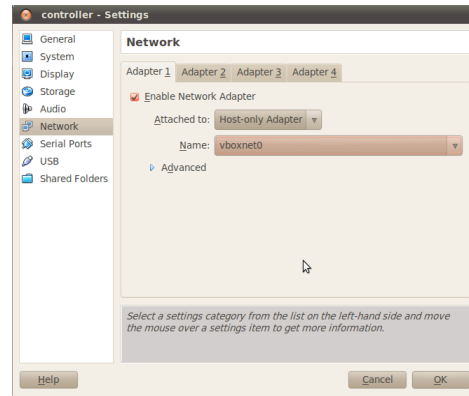 controller - Settings
General
System
Display
Storage
Audio
Network
Serial Ports
USB
Shared Folders
Network
Adapter 1 Adapter 2 Adapter 3 Adapter 4
Enable Network Adapter
Attached to: Host-only Adapter
Name: vboxnet0
Advanced
Select a settings category from the list on the left-hand side and move
the mouse over a settings item to get more information.
Help Cancel OK